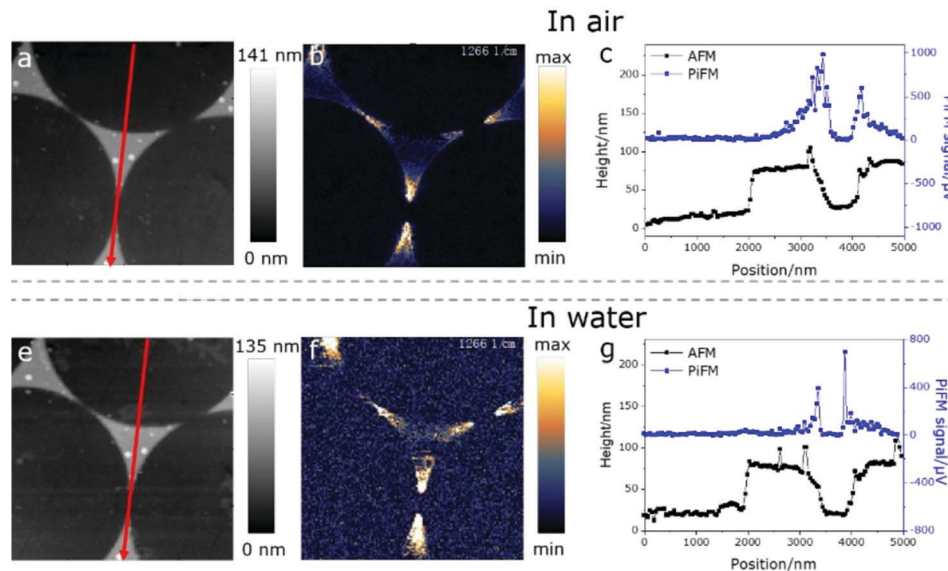 In air
a
141 nm
0 nm
b
1266 1/cm
max
min
c
AFM
PiFM
Height/nm
200
150
100
50
0
0 1000 2000 3000 4000 5000
Position/nm
1000
500
0
-500
-1000
signal/μV
In water
e
135 nm
0 nm
f
1266 1/cm
max
min
g
AFM
PiFM
Height/nm
200
150
100
50
0
0 1000 2000 3000 4000 5000
Position/nm
800
400
0
-400
-800
PiFM signal/μV